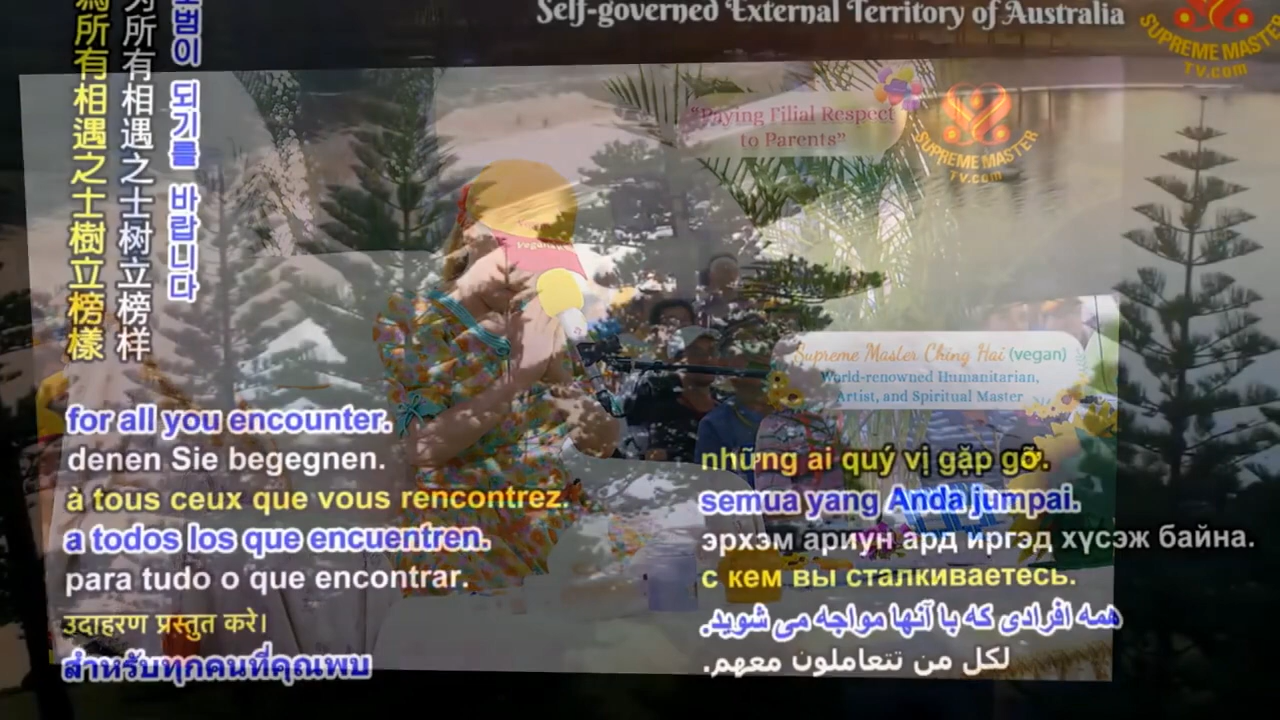 Self-governed External Territory of Australia
SUPREME MASTER
TV.com
"Paying Filial Respect
to Parents"
SUPREME MASTER
TV.com
Vegan
Supreme Master Ching Hai (vegan)
World-renowned Humanitarian,
Artist, and Spiritual Master
為所有相遇之士樹立榜樣
为所有相遇之士树立榜样
되기를 바랍니다
for all you encounter.
denen Sie begegnen.
à tous ceux que vous rencontrez.
a todos los que encuentren.
para tudo o que encontrar.
उदाहरण प्रस्तुत करे।
สำหรับทุกคนที่คุณพบ
những ai quý vị gặp gỡ.
semua yang Anda jumpai.
эрхэм ариун ард иргэд хүсэж байна.
с кем вы сталкиваетесь.
همه افرادی که با آنها مواجه می شوید.
لكل من تتعاملون معهم.